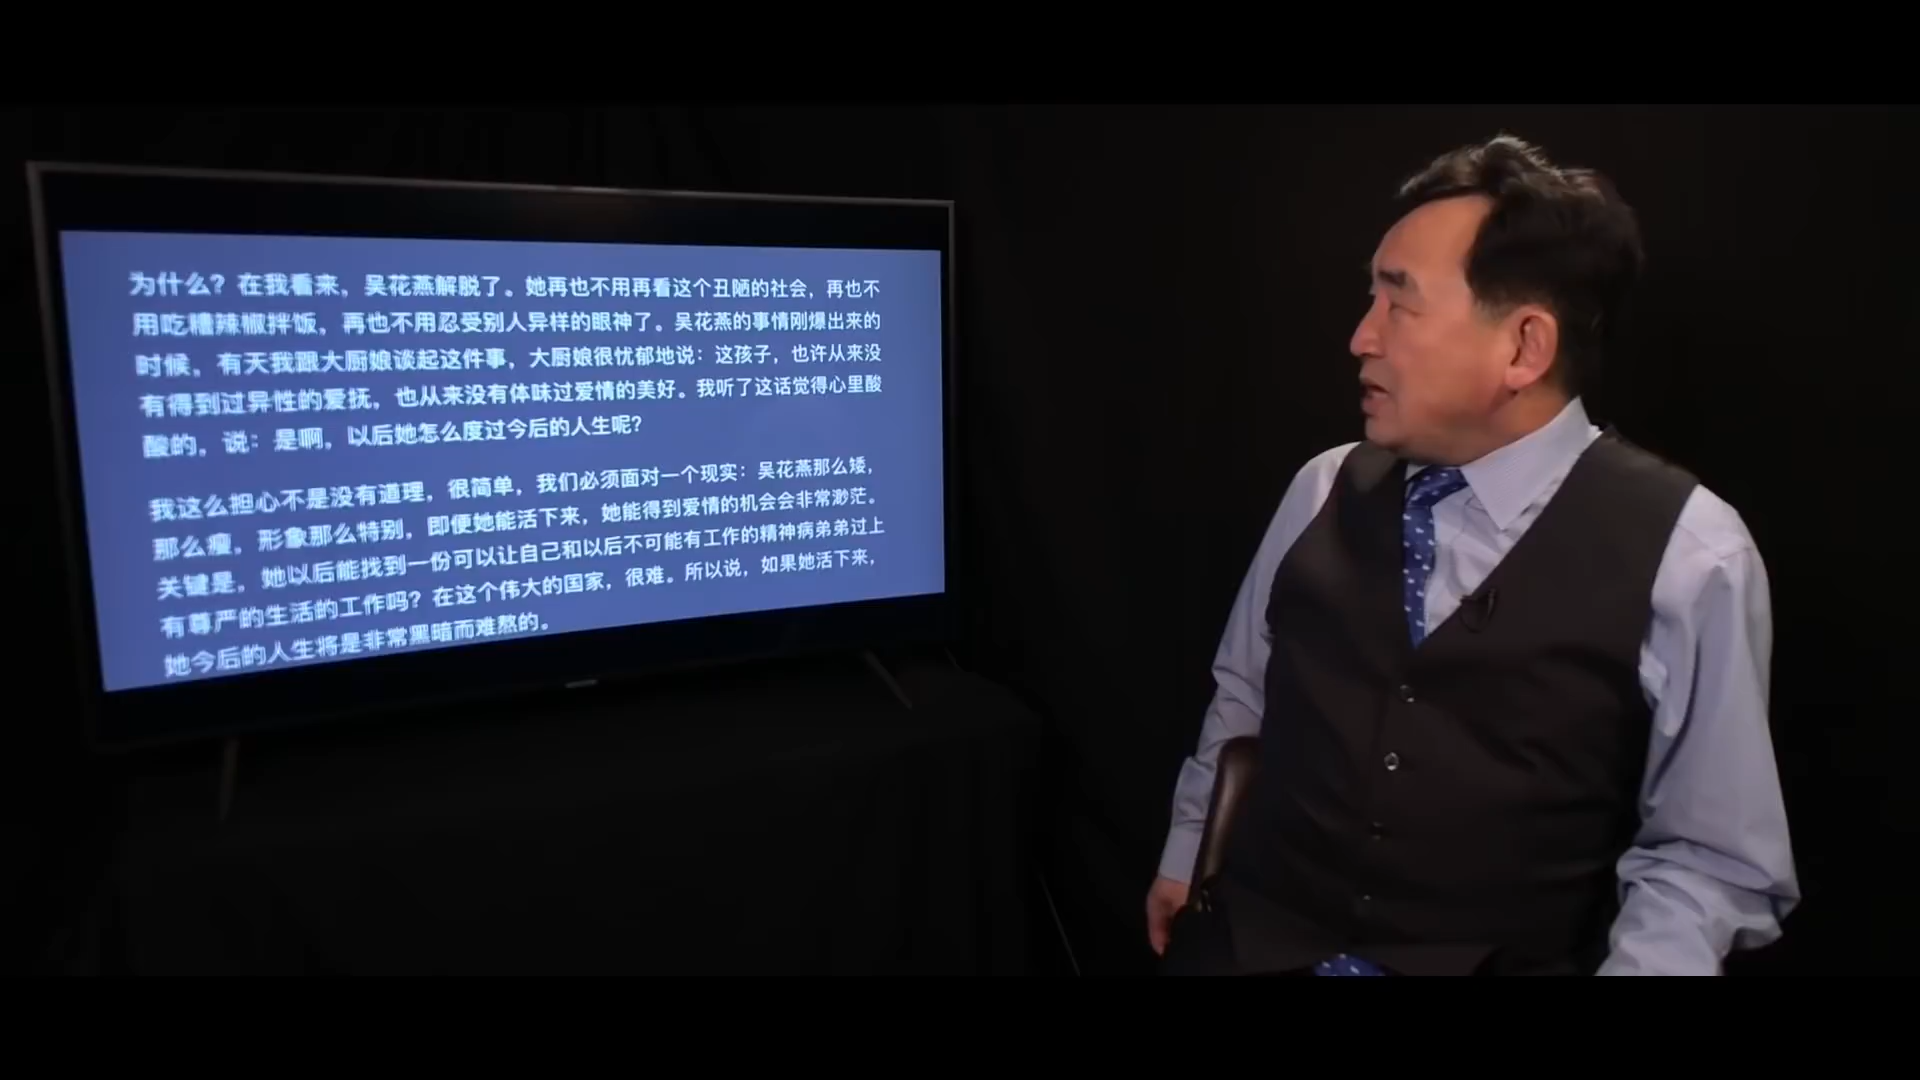 为什么？在我看来，吴花燕解脱了。她再也不用再看这个丑陋的社会，再也不
用吃糟辣椒拌饭，再也不用忍受别人异样的眼神了。吴花燕的事情刚爆出来的
时候，有天我跟大厨娘谈起这件事，大厨娘很忧郁地说：这孩子，也许从来没
有得到过异性的爱抚，也从来没有体味过爱情的美好。我听了这话觉得心里酸
酸的，说：是啊，以后她怎么度过今后的人生呢？
我这么担心不是没有道理，很简单，我们必须面对一个现实：吴花燕那么矮，
那么瘦，形象那么特别，即便她能活下来，她能得到爱情的机会会非常渺茫。
关键是，她以后能找到一份可以让自己和以后不可能有工作的精神病弟弟过上
有尊严的生活的工作吗？在这个伟大的国家，很难。所以说，如果她活下来，
她今后的人生将是非常黑暗而难熬的。